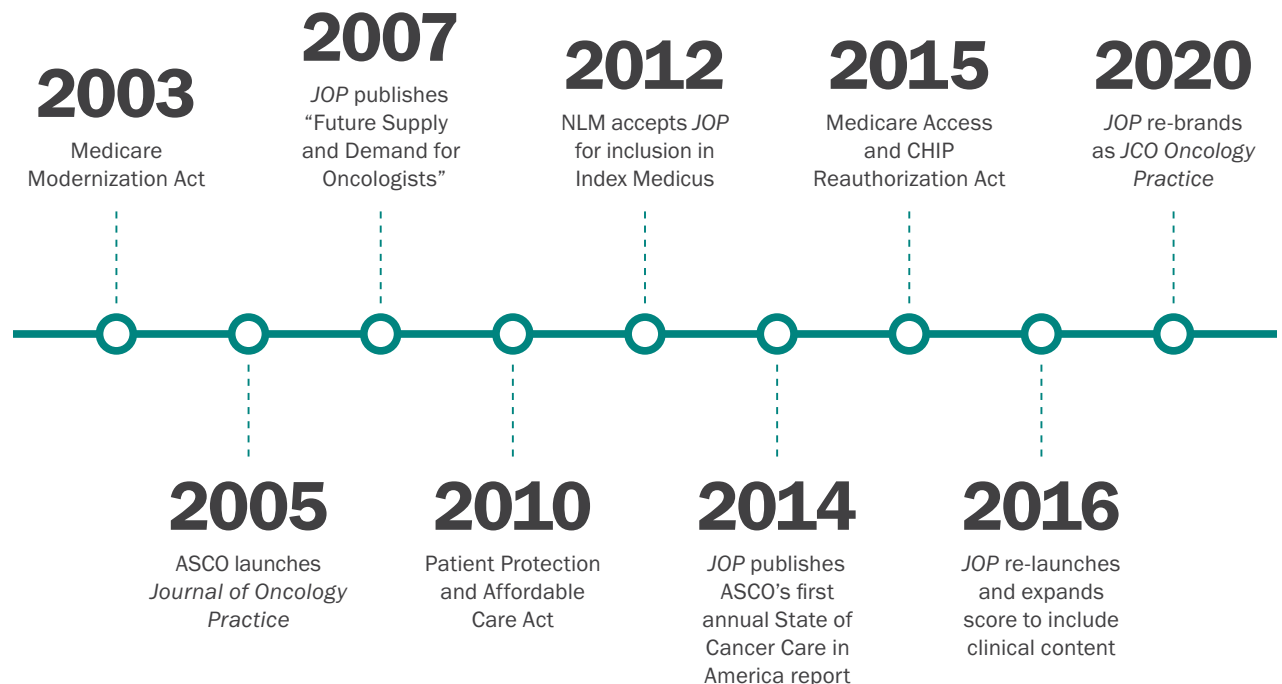 2003
Medicare
Modernization Act
2005
ASCO launches
Journal of Oncology
Practice
2007
JOP publishes
“Future Supply
and Demand for
Oncologists”
2010
Patient Protection
and Affordable
Care Act
2012
NLM accepts JOP
for inclusion in
Index Medicus
2014
JOP publishes
ASCO’s first
annual State of
Cancer Care in
America report
2015
Medicare Access
and CHIP
Reauthorization Act
2016
JOP re-launches
and expands
score to include
clinical content
2020
JOP re-brands
as JCO Oncology
Practice